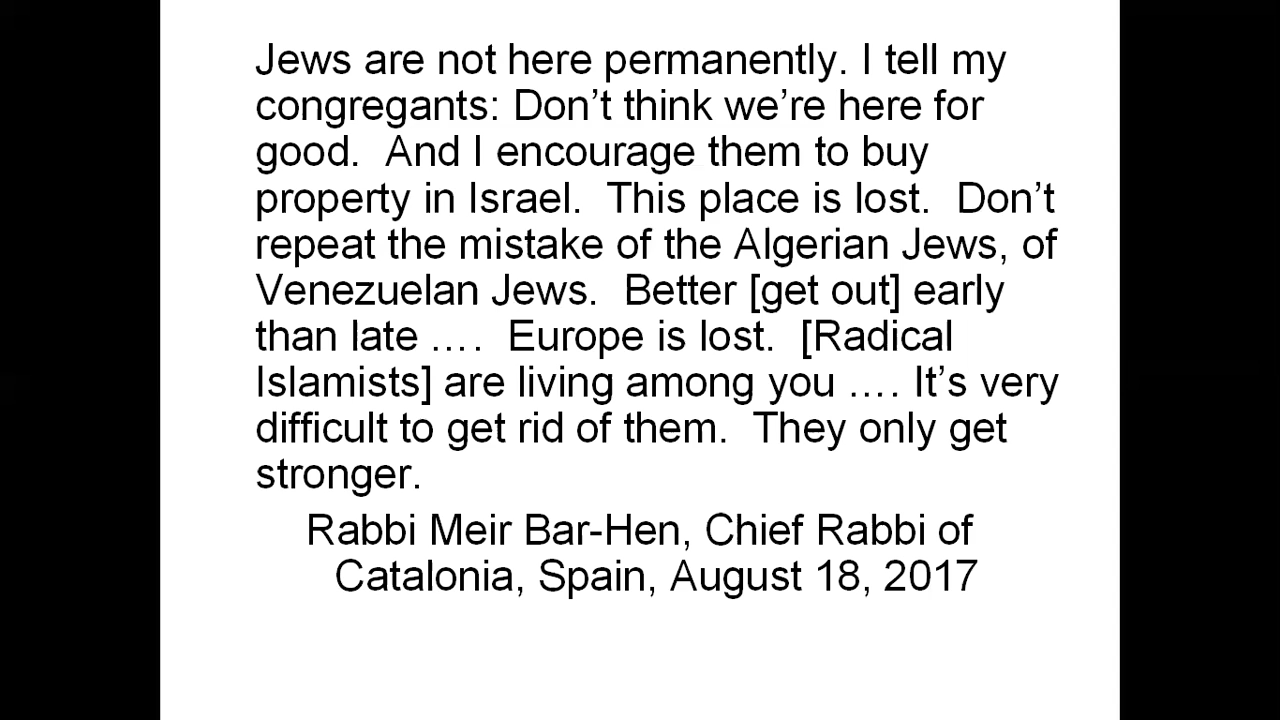 Jews are not here permanently. I tell my
congregants: Don’t think we’re here for
good.  And I encourage them to buy
property in Israel.  This place is lost.  Don’t
repeat the mistake of the Algerian Jews, of
Venezuelan Jews.  Better [get out] early
than late ….  Europe is lost.  [Radical
Islamists] are living among you …. It’s very
difficult to get rid of them.  They only get
stronger.
Rabbi Meir Bar-Hen, Chief Rabbi of
Catalonia, Spain, August 18, 2017